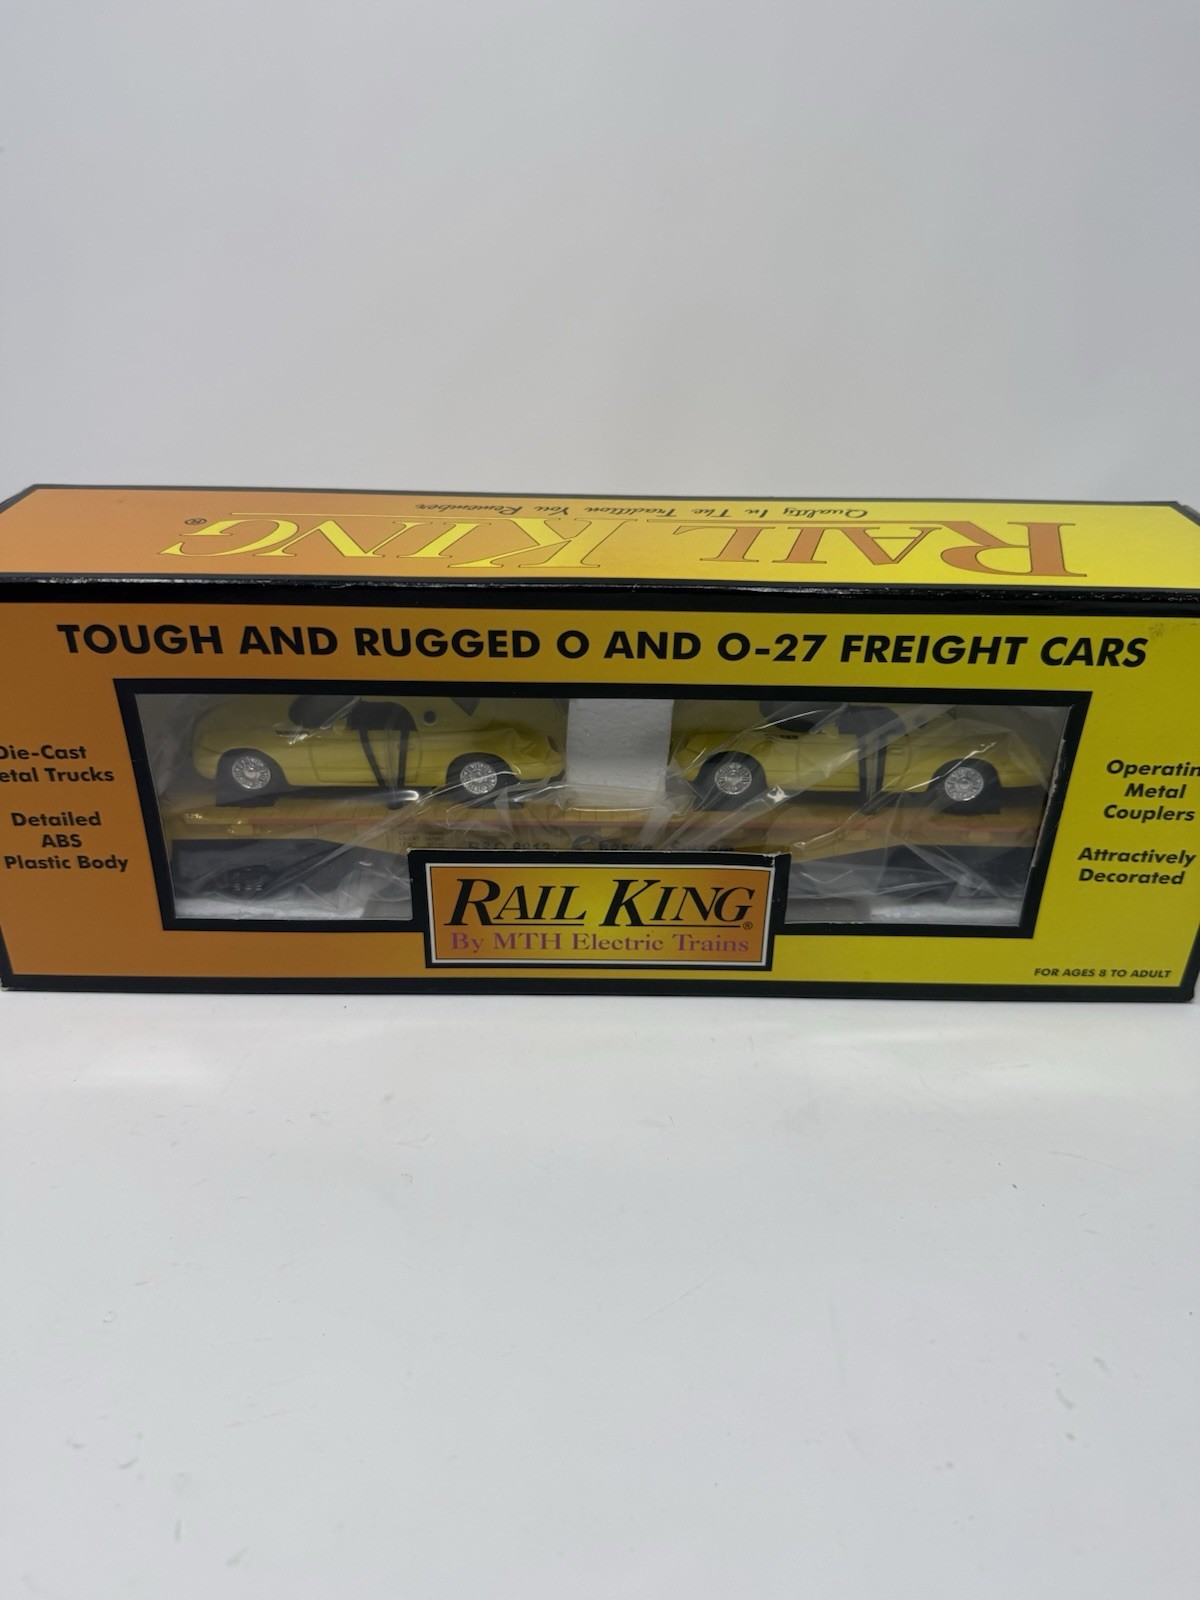 RAIL KING®
Quality In The Tradition You Remember
TOUGH AND RUGGED O AND O-27 FREIGHT CARS
Die-Cast
etal Trucks
Detailed
ABS
Plastic Body
Operatin
Metal
Couplers
Attractively
Decorated
RAIL KING®
By MTH Electric Trains
FOR AGES 8 TO ADULT